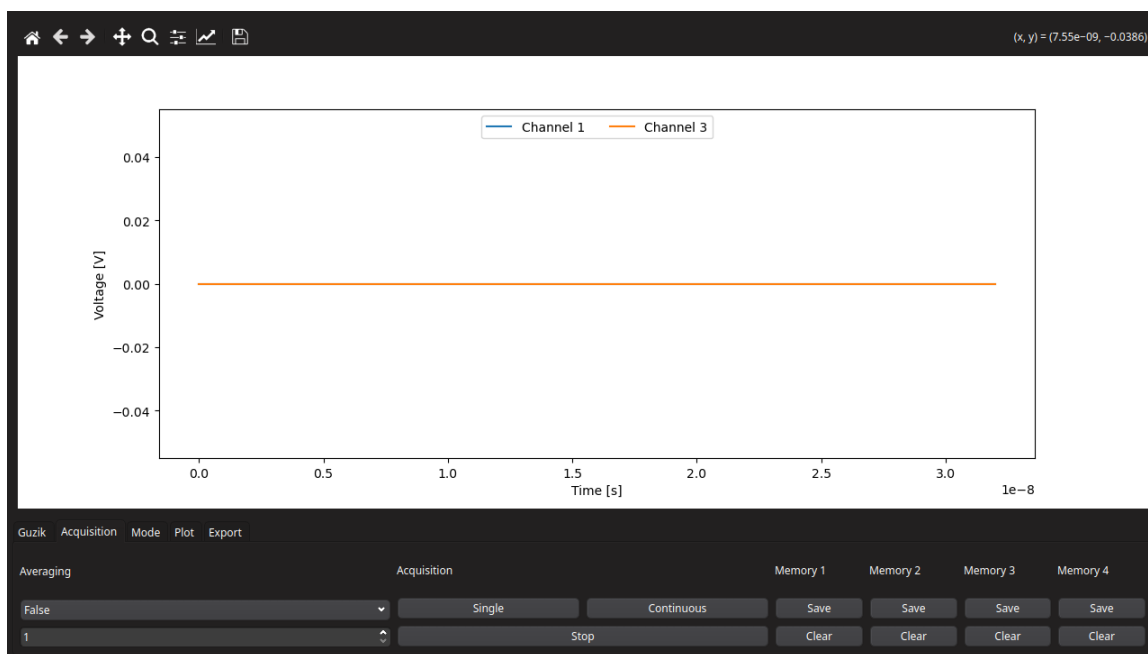 (x, y) = (7.55e−09, −0.0386)
Channel 1 Channel 3
0.04
0.02
0.00
−0.02
−0.04
Voltage [V]
0.0 0.5 1.0 1.5 2.0 2.5 3.0
Time [s]
1e−8
Guzik Acquisition Mode Plot Export
Averaging Acquisition Memory 1 Memory 2 Memory 3 Memory 4
False Single Continuous Save Save Save Save
1 Stop Clear Clear Clear Clear